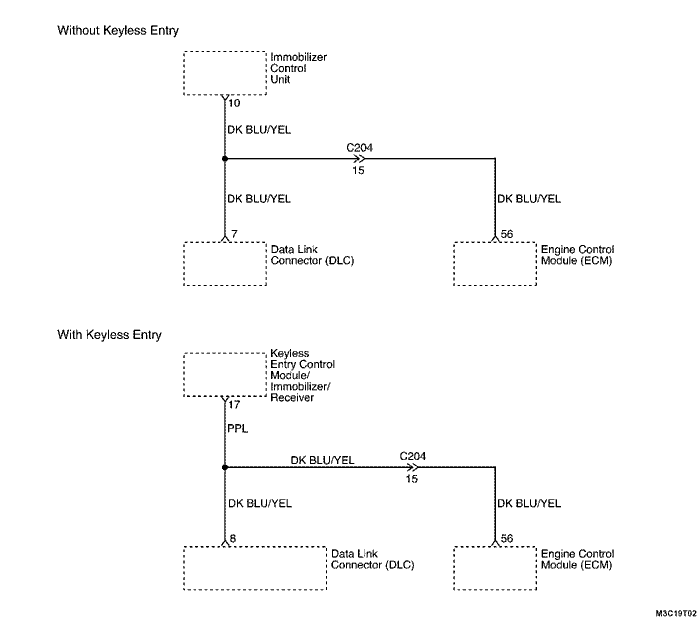 Without Keyless Entry
Immobilizer
Control
Unit
10
DK BLU/YEL
C204
15
DK BLU/YEL
DK BLU/YEL
7
56
Data Link
Connector (DLC)
Engine Control
Module (ECM)
With Keyless Entry
Keyless
Entry Control
Module/
Immobilizer/
Receiver
17
PPL
DK BLU/YEL
C204
15
DK BLU/YEL
DK BLU/YEL
8
56
Data Link
Connector (DLC)
Engine Control
Module (ECM)
M3C19T02